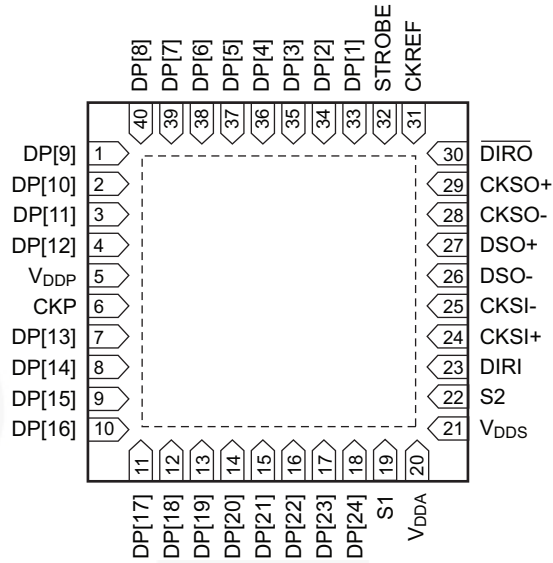 DP[8] DP[7] DP[6] DP[5] DP[4] DP[3] DP[2] DP[1] STROBE CKREF
40 39 38 37 36 35 34 33 32 31
DP[9] 1
DP[10] 2
DP[11] 3
DP[12] 4
VDDP 5
CKP 6
DP[13] 7
DP[14] 8
DP[15] 9
DP[16] 10
30 DIRO
29 CKSO+
28 CKSO-
27 DSO+
26 DSO-
25 CKSI-
24 CKSI+
23 DIRI
22 S2
21 VDDS
11 12 13 14 15 16 17 18 19 20
DP[17] DP[18] DP[19] DP[20] DP[21] DP[22] DP[23] DP[24] S1 VDDA